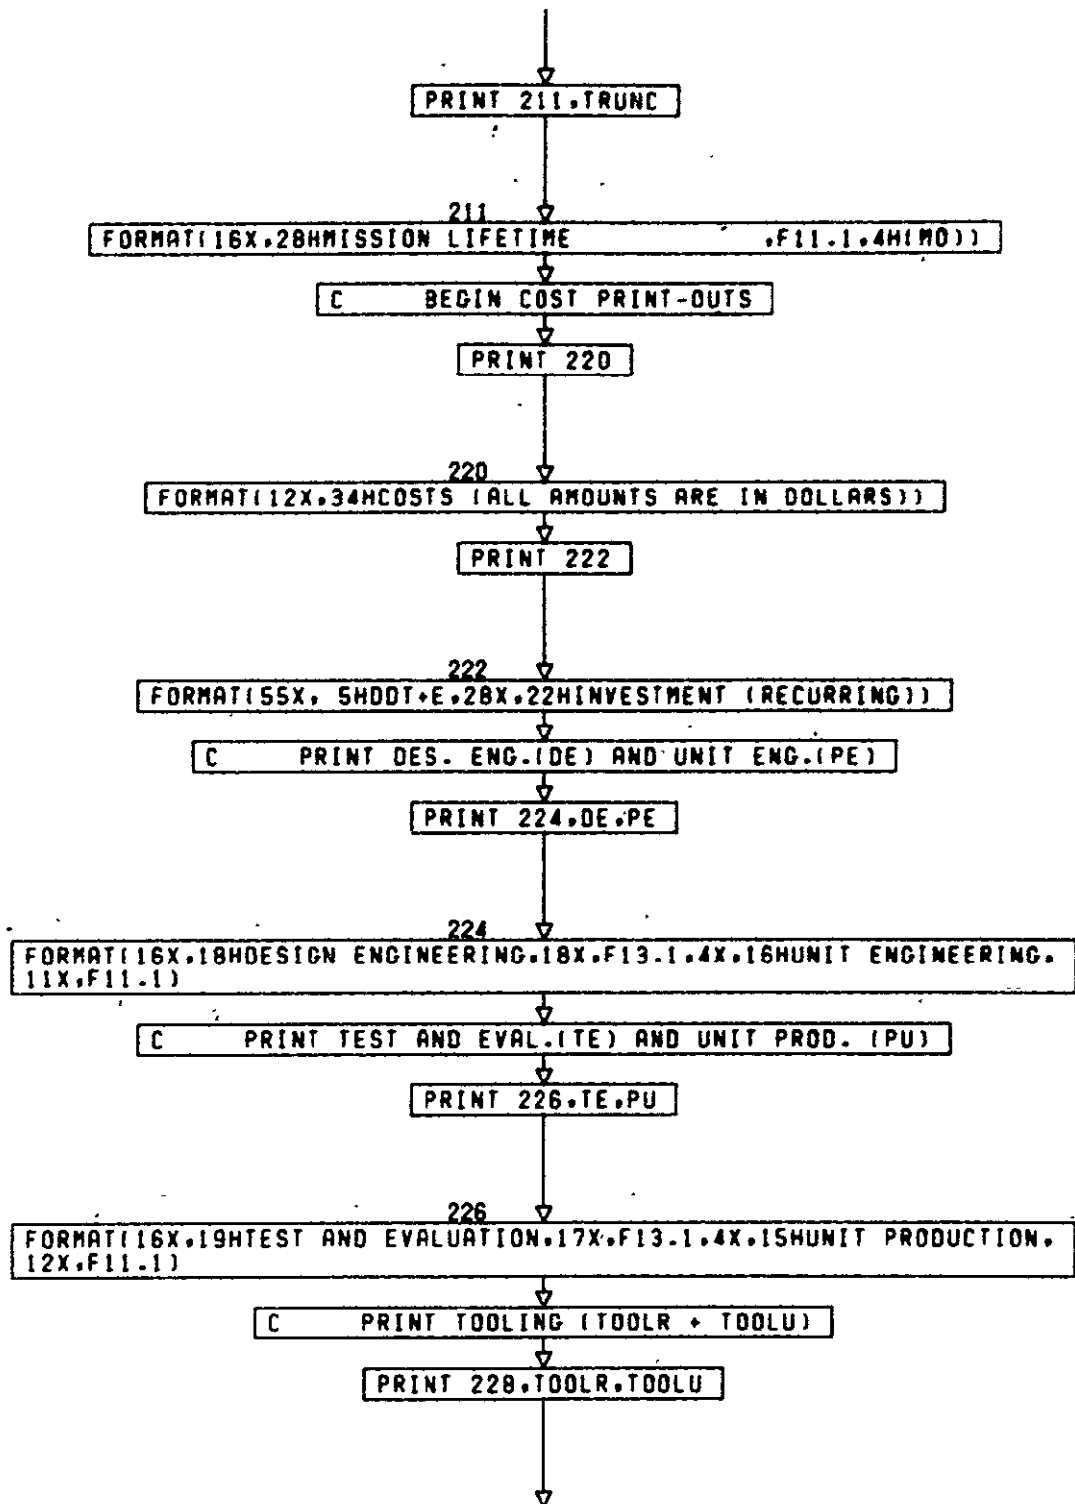 PRINT 211,TRUNC
211
FORMAT(16X,28HMISSION LIFETIME          ,F11.1,4H(MO))
C     BEGIN COST PRINT-OUTS
PRINT 220
220
FORMAT(12X,34HCOSTS (ALL AMOUNTS ARE IN DOLLARS))
PRINT 222
222
FORMAT(55X, 5HDDT+E,28X,22HINVESTMENT (RECURRING))
C     PRINT DES. ENG.(DE) AND UNIT ENG.(PE)
PRINT 224,DE,PE
224
FORMAT(16X,18HDESIGN ENGINEERING,18X,F13.1,4X,16HUNIT ENGINEERING,
11X,F11.1)
C     PRINT TEST AND EVAL.(TE) AND UNIT PROD. (PU)
PRINT 226,TE,PU
226
FORMAT(16X,19HTEST AND EVALUATION,17X,F13.1,4X,15HUNIT PRODUCTION,
12X,F11.1)
C     PRINT TOOLING (TOOLR + TOOLU)
PRINT 228,TOOLR,TOOLU